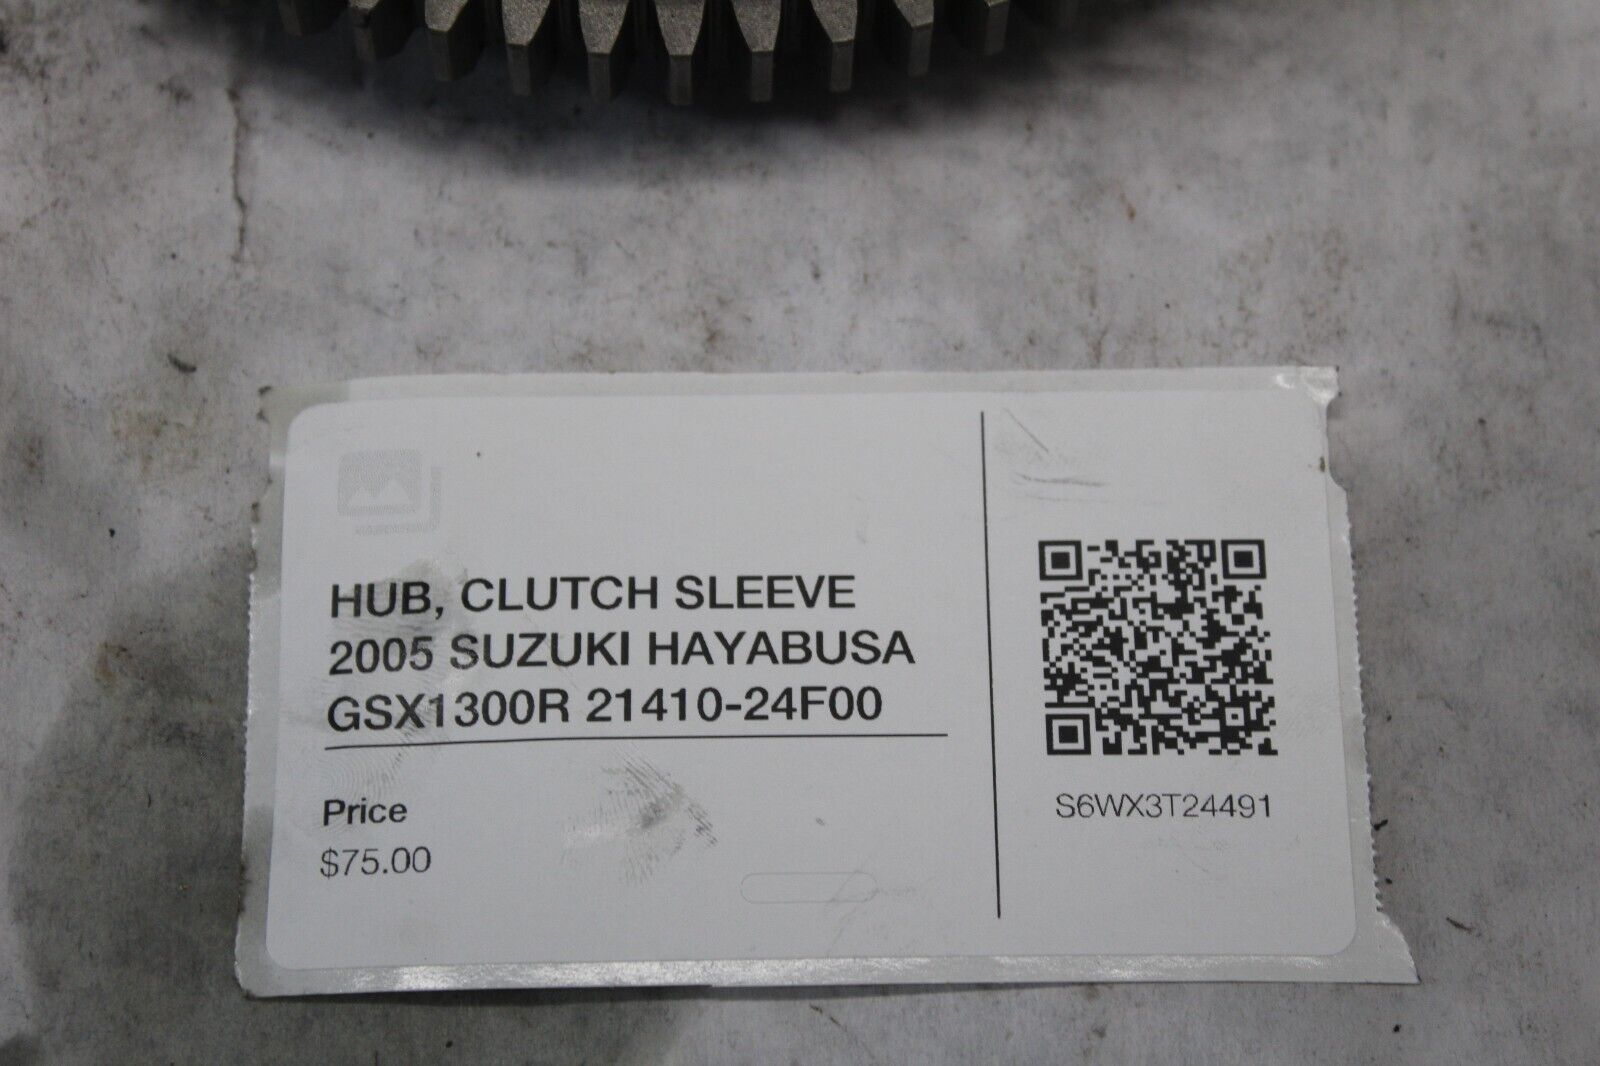 HUB, CLUTCH SLEEVE
2005 SUZUKI HAYABUSA
GSX1300R 21410-24F00
Price
$75.00
S6WX3T24491